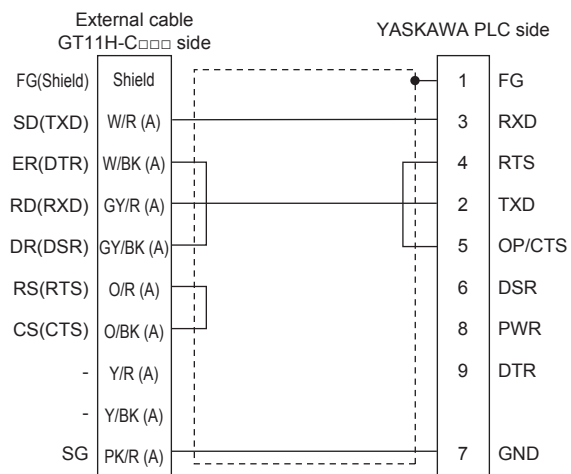 External cable
GT11H-C□□□ side
YASKAWA PLC side
FG(Shield) Shield 1 FG
SD(TXD) W/R (A) 3 RXD
ER(DTR) W/BK (A) 4 RTS
RD(RXD) GY/R (A) 2 TXD
DR(DSR) GY/BK (A) 5 OP/CTS
RS(RTS) O/R (A) 6 DSR
CS(CTS) O/BK (A) 8 PWR
- Y/R (A) 9 DTR
- Y/BK (A)
SG PK/R (A) 7 GND